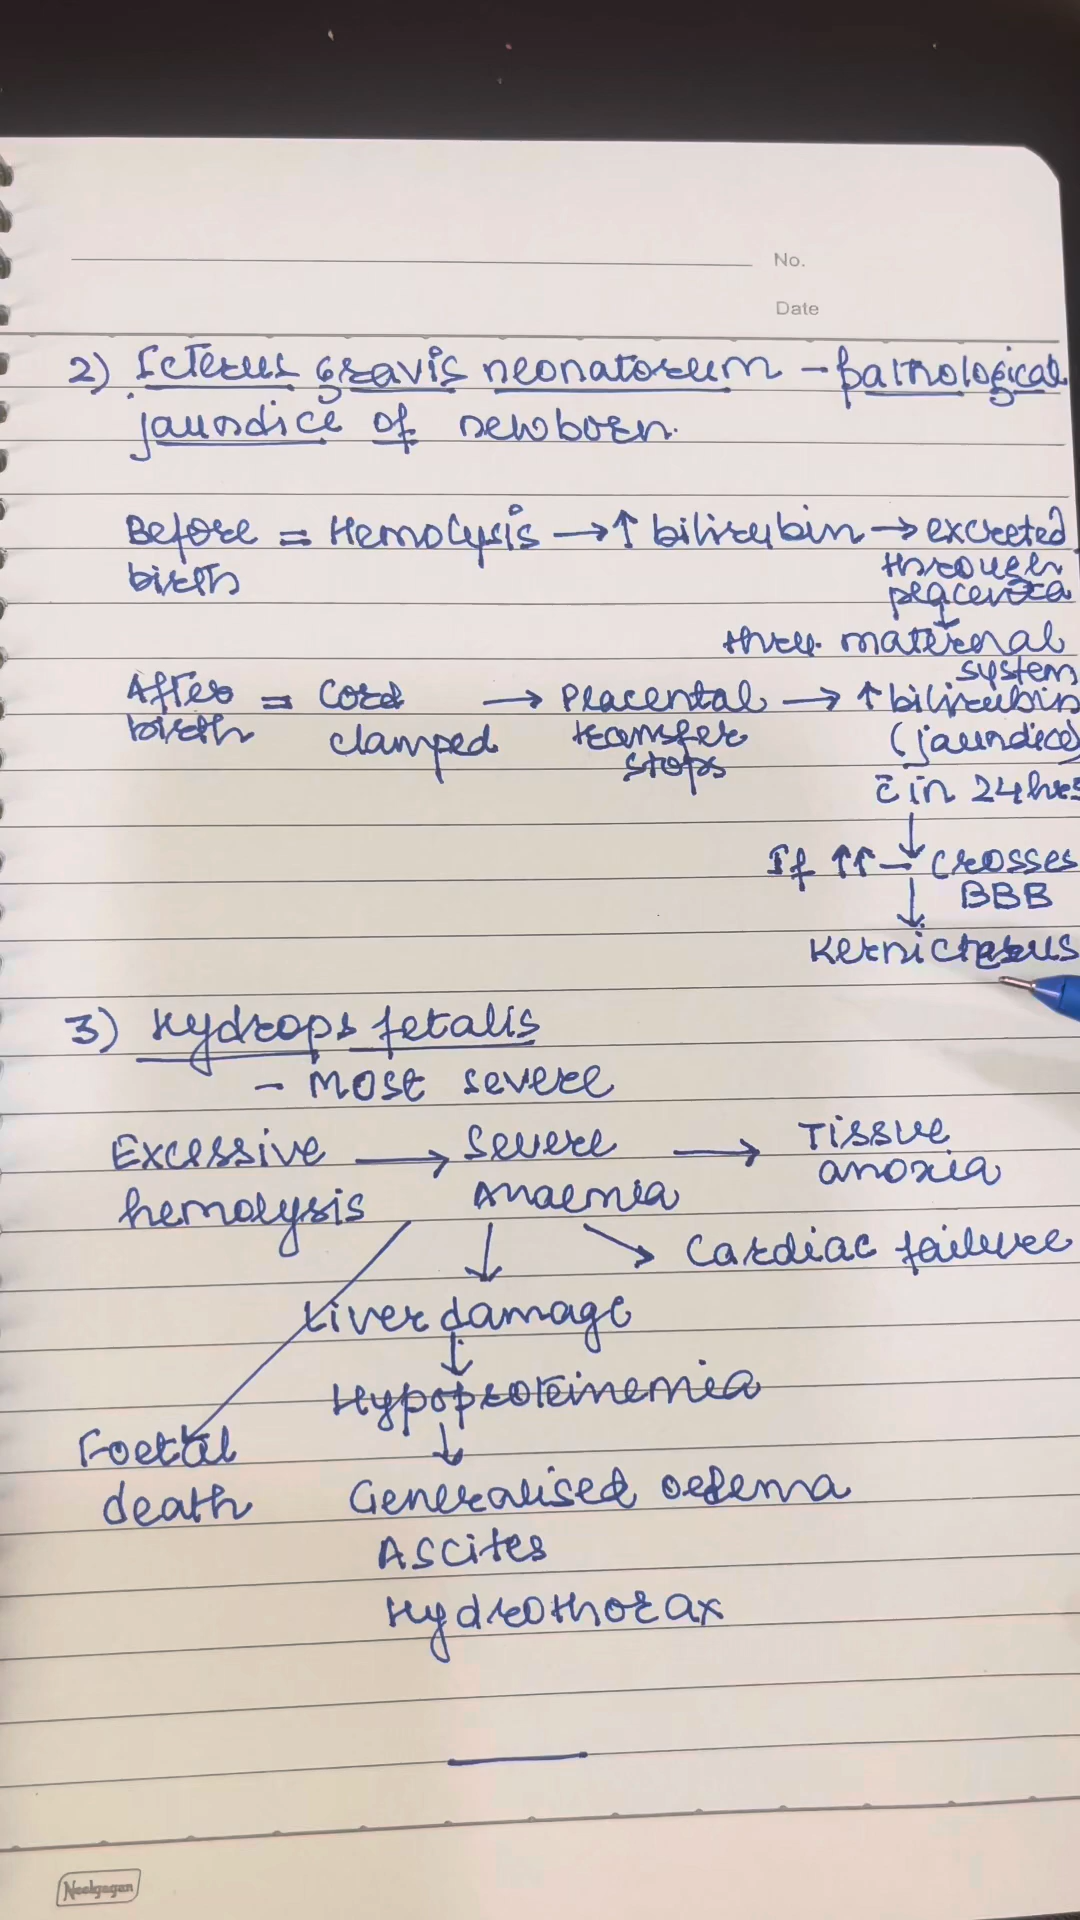 No.
Date
2) Icterus Gravis neonatorum - Pathological
jaundice of newborn.
Before = Hemolysis → ↑ bilirubin → excreted
birth through
placenta
↓
thru. maternal
system
After = Cord → Placental → ↑ bilirubin
birth clamped transfer (jaundice)
stops
c̄ in 24 hrs
↓
If ↑↑ → crosses
BBB
↓
Kernicterus
3) Hydrops fetalis
- Most severe
Excessive → Severe → Tissue
hemolysis Anaemia anoxia
↓ → Cardiac failure
Liver damage
↓
Hypoproteinemia
↓
Foetal
death Generalised oedema
Ascites
Hydrothorax
Neelgagan